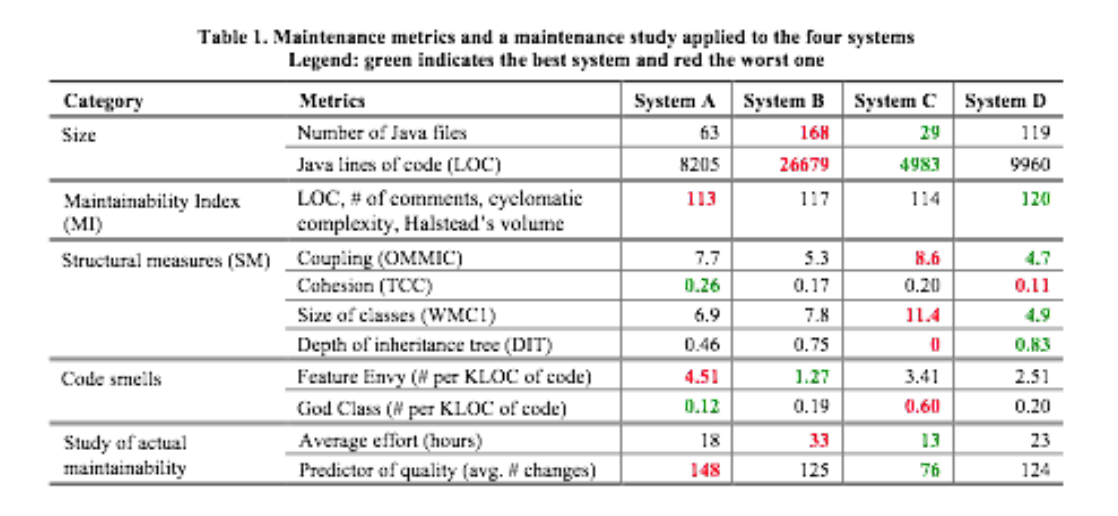 Table 1. Maintenance metrics and a maintenance study applied to the four systems
Legend: green indicates the best system and red the worst one
Category Metrics System A System B System C System D
Size Number of Java files 63 168 29 119
Java lines of code (LOC) 8205 26679 4983 9960
Maintainability Index LOC, # of comments, cyclomatic 113 117 114 120
(MI) complexity, Halstead's volume
Structural measures (SM) Coupling (OMMIC) 7.7 5.3 8.6 4.7
Cohesion (TCC) 0.26 0.17 0.20 0.11
Size of classes (WMC1) 6.9 7.8 11.4 4.9
Depth of inheritance tree (DIT) 0.46 0.75 0 0.83
Code smells Feature Envy (# per KLOC of code) 4.51 1.27 3.41 2.51
God Class (# per KLOC of code) 0.12 0.19 0.60 0.20
Study of actual Average effort (hours) 18 33 13 23
maintainability Predictor of quality (avg. # changes) 148 125 76 124